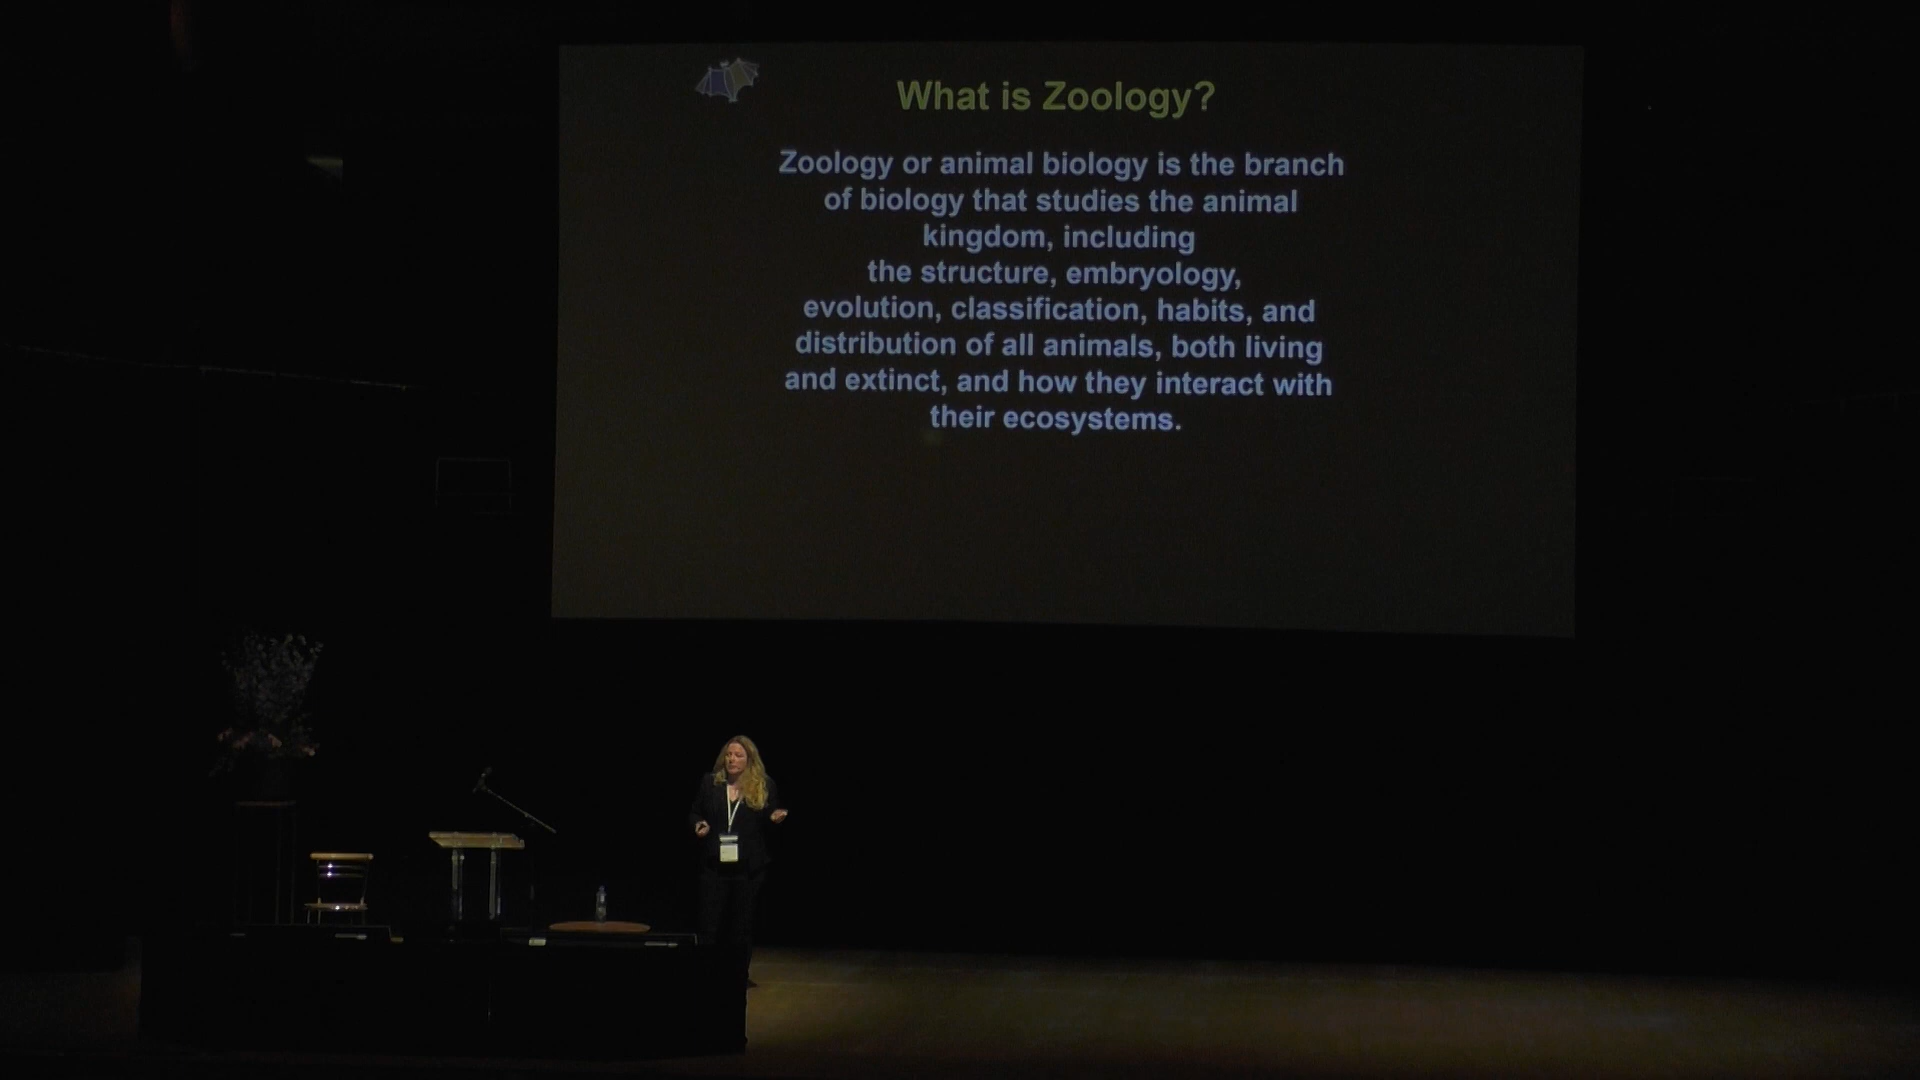 What is Zoology?
Zoology or animal biology is the branch
of biology that studies the animal
kingdom, including
the structure, embryology,
evolution, classification, habits, and
distribution of all animals, both living
and extinct, and how they interact with
their ecosystems.